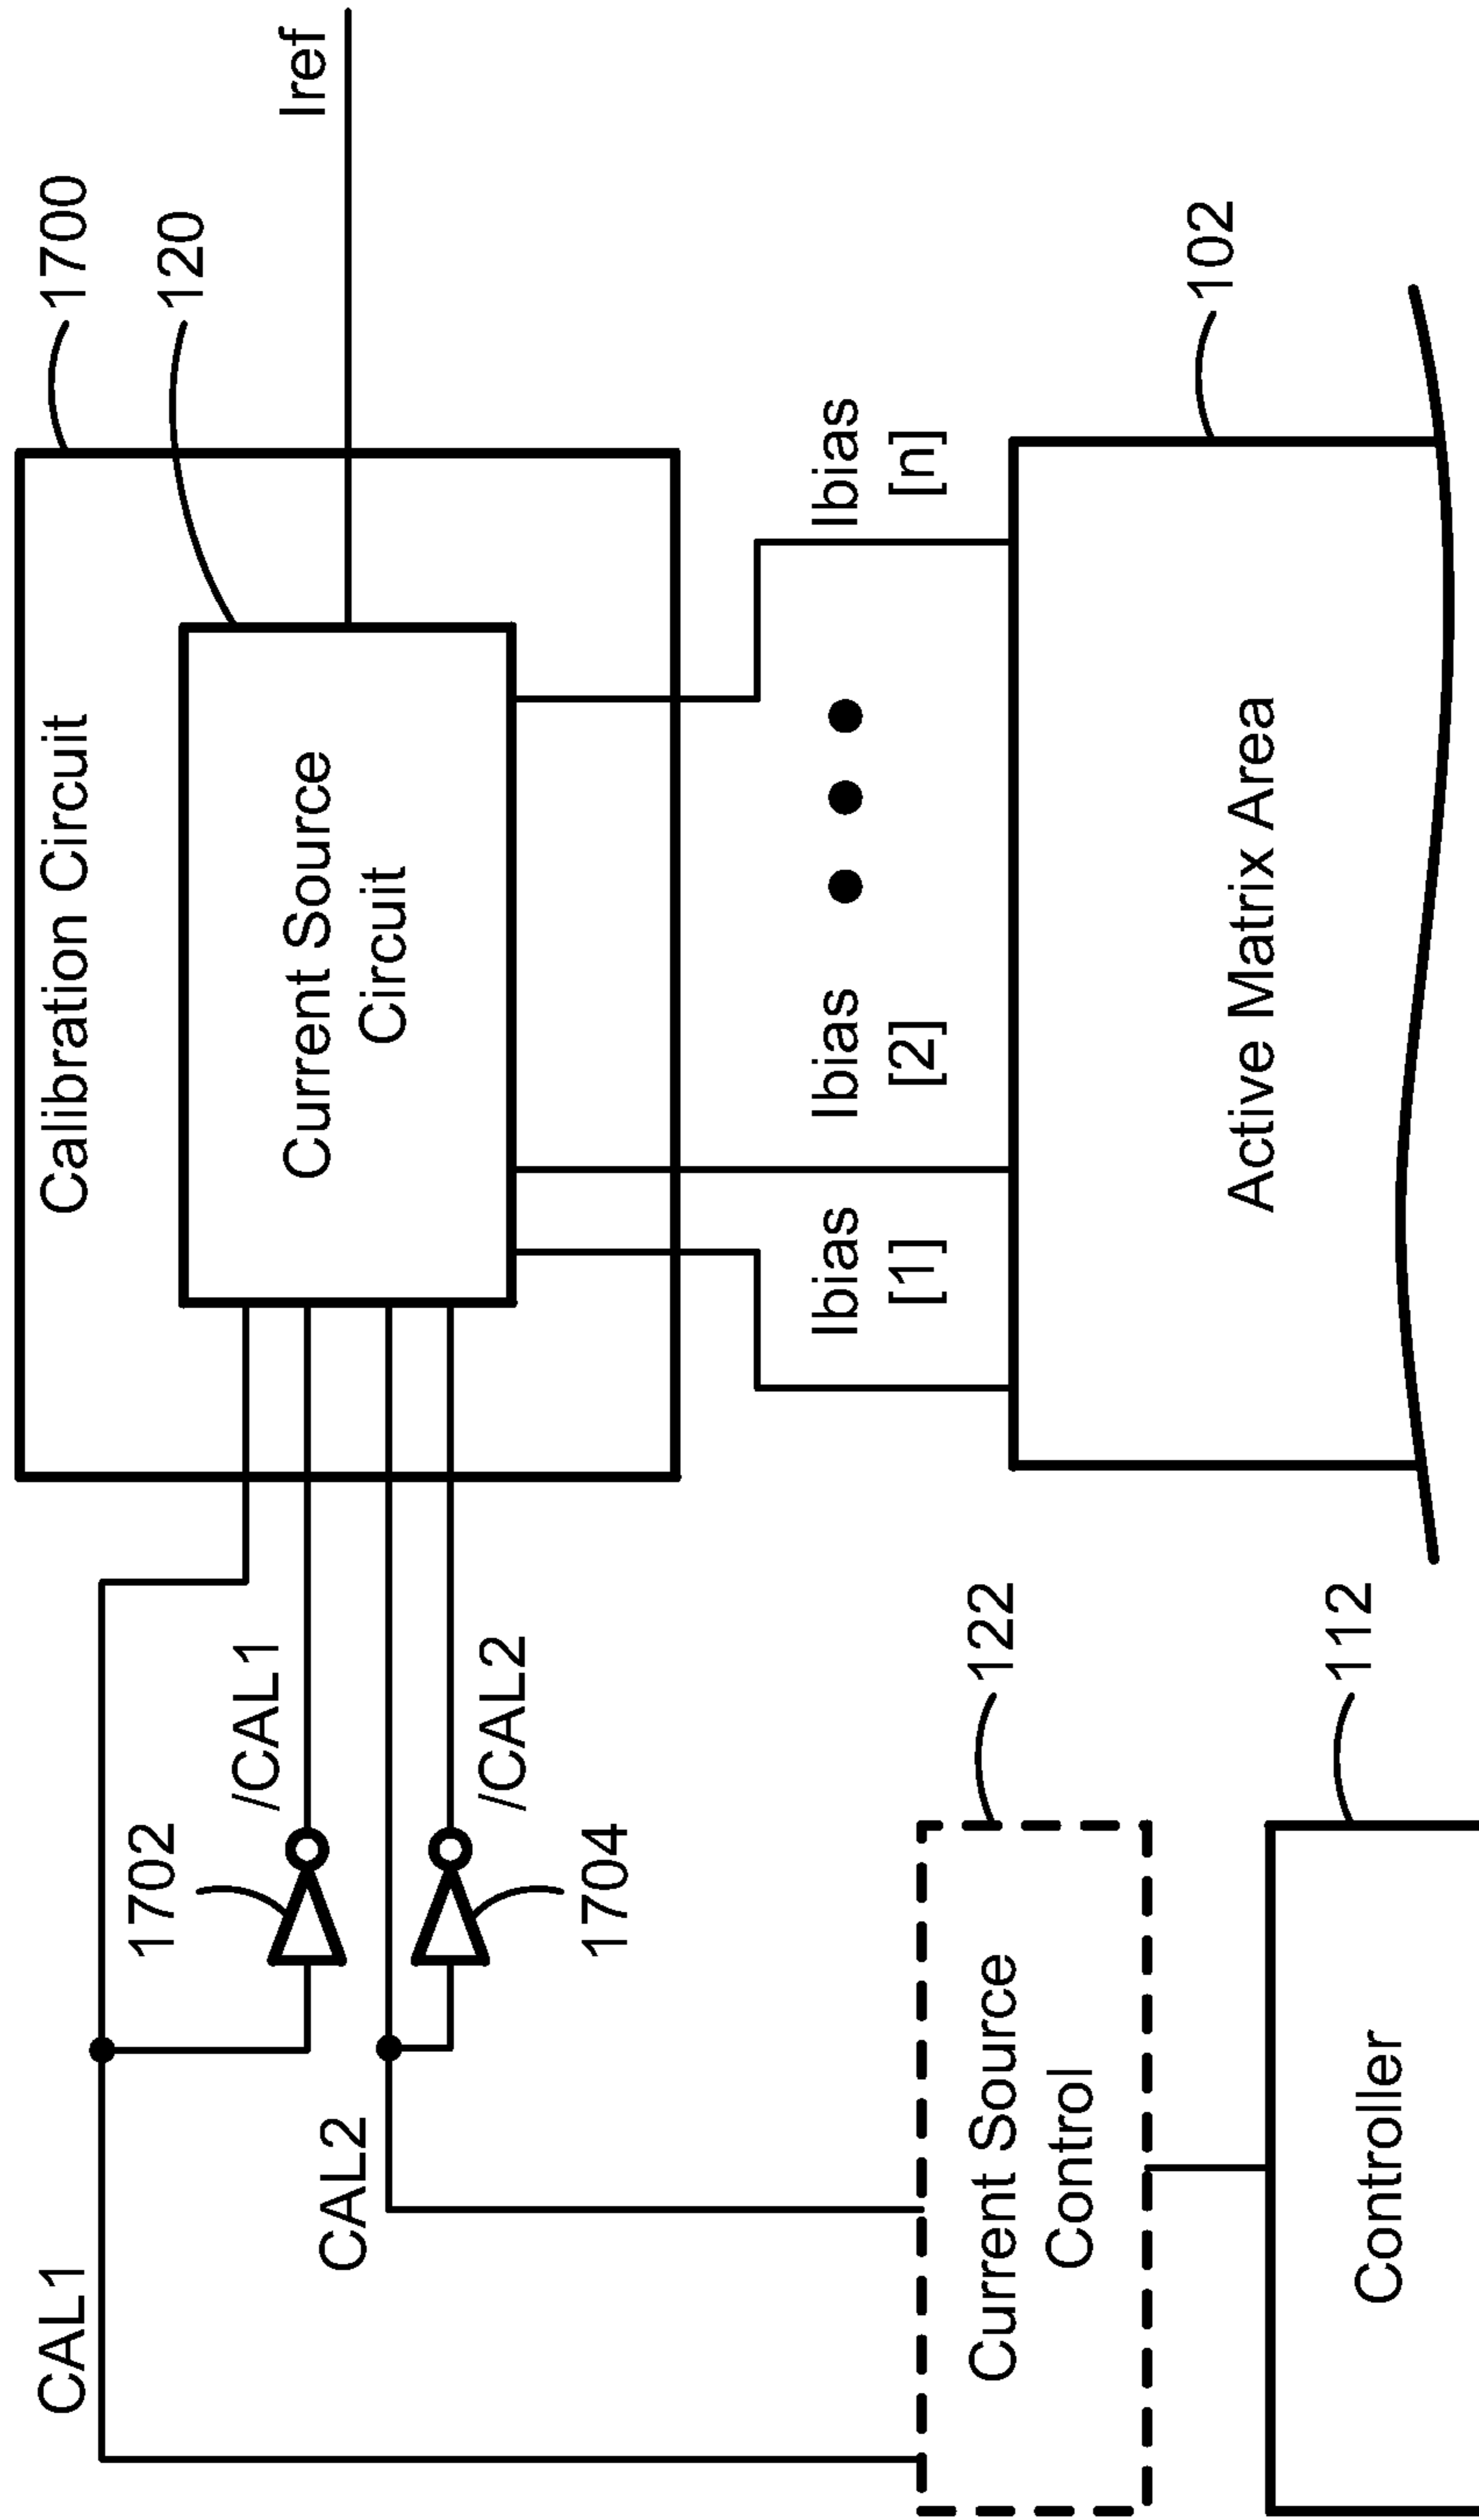 1700
Calibration Circuit
120
Iref
Current Source
Circuit
CAL1
1702
/CAL1
CAL2
/CAL2
1704
Ibias
[1]
Ibias
[2]
Ibias
[n]
122
Current Source
Control
102
Active Matrix Area
112
Controller